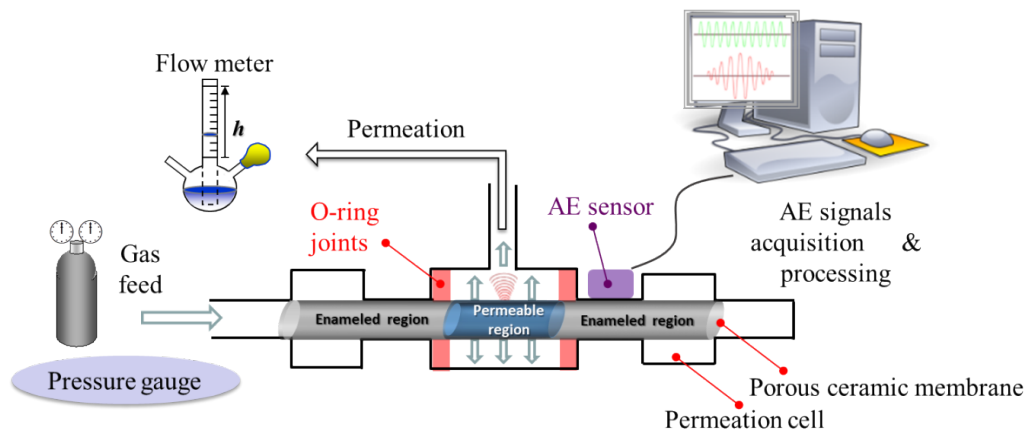 Flow meter
h
Permeation
O-ring
joints
AE sensor
AE signals
acquisition &
processing
Gas
feed
Enameled region
Permeable
region
Enameled region
Pressure gauge
Porous ceramic membrane
Permeation cell